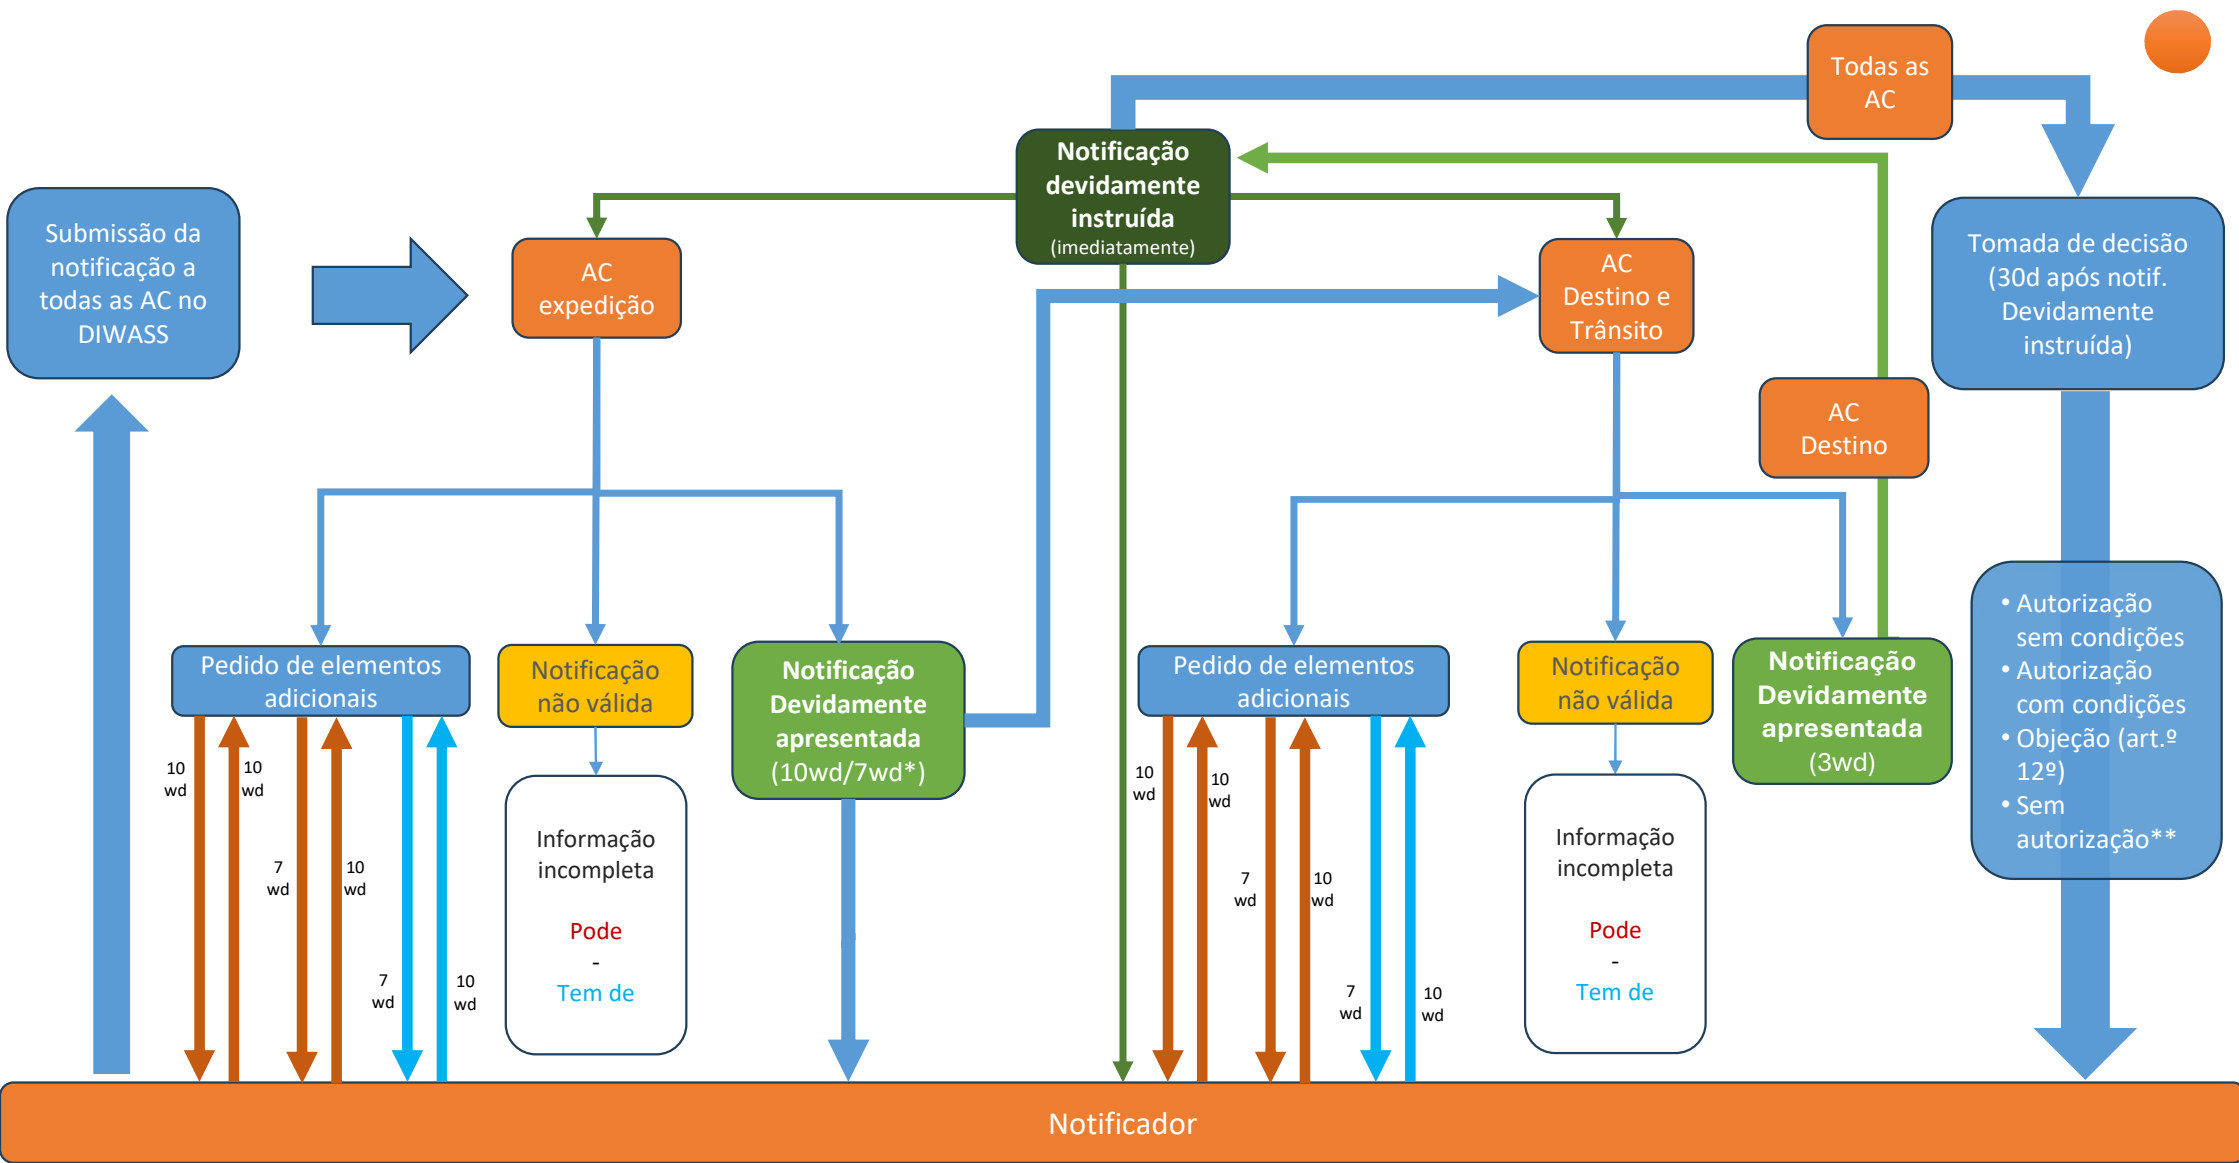 Todas as
AC
Notificação
devidamente
instruída
(imediatamente)
Submissão da
notificação a
todas as AC no
DIWASS
AC
expedição
AC
Destino e
Trânsito
Tomada de decisão
(30d após notif.
Devidamente
instruída)
AC
Destino
Pedido de elementos
adicionais
Notificação
não válida
Notificação
Devidamente
apresentada
(10wd/7wd*)
Pedido de elementos
adicionais
Notificação
não válida
Notificação
Devidamente
apresentada
(3wd)
• Autorização
sem condições
• Autorização
com condições
• Objeção (art.º
12º)
• Sem
autorização**
10
wd
10
wd
7
wd
10
wd
7
wd
10
wd
Informação
incompleta
Pode
-
Tem de
10
wd
10
wd
7
wd
10
wd
7
wd
10
wd
Informação
incompleta
Pode
-
Tem de
Notificador